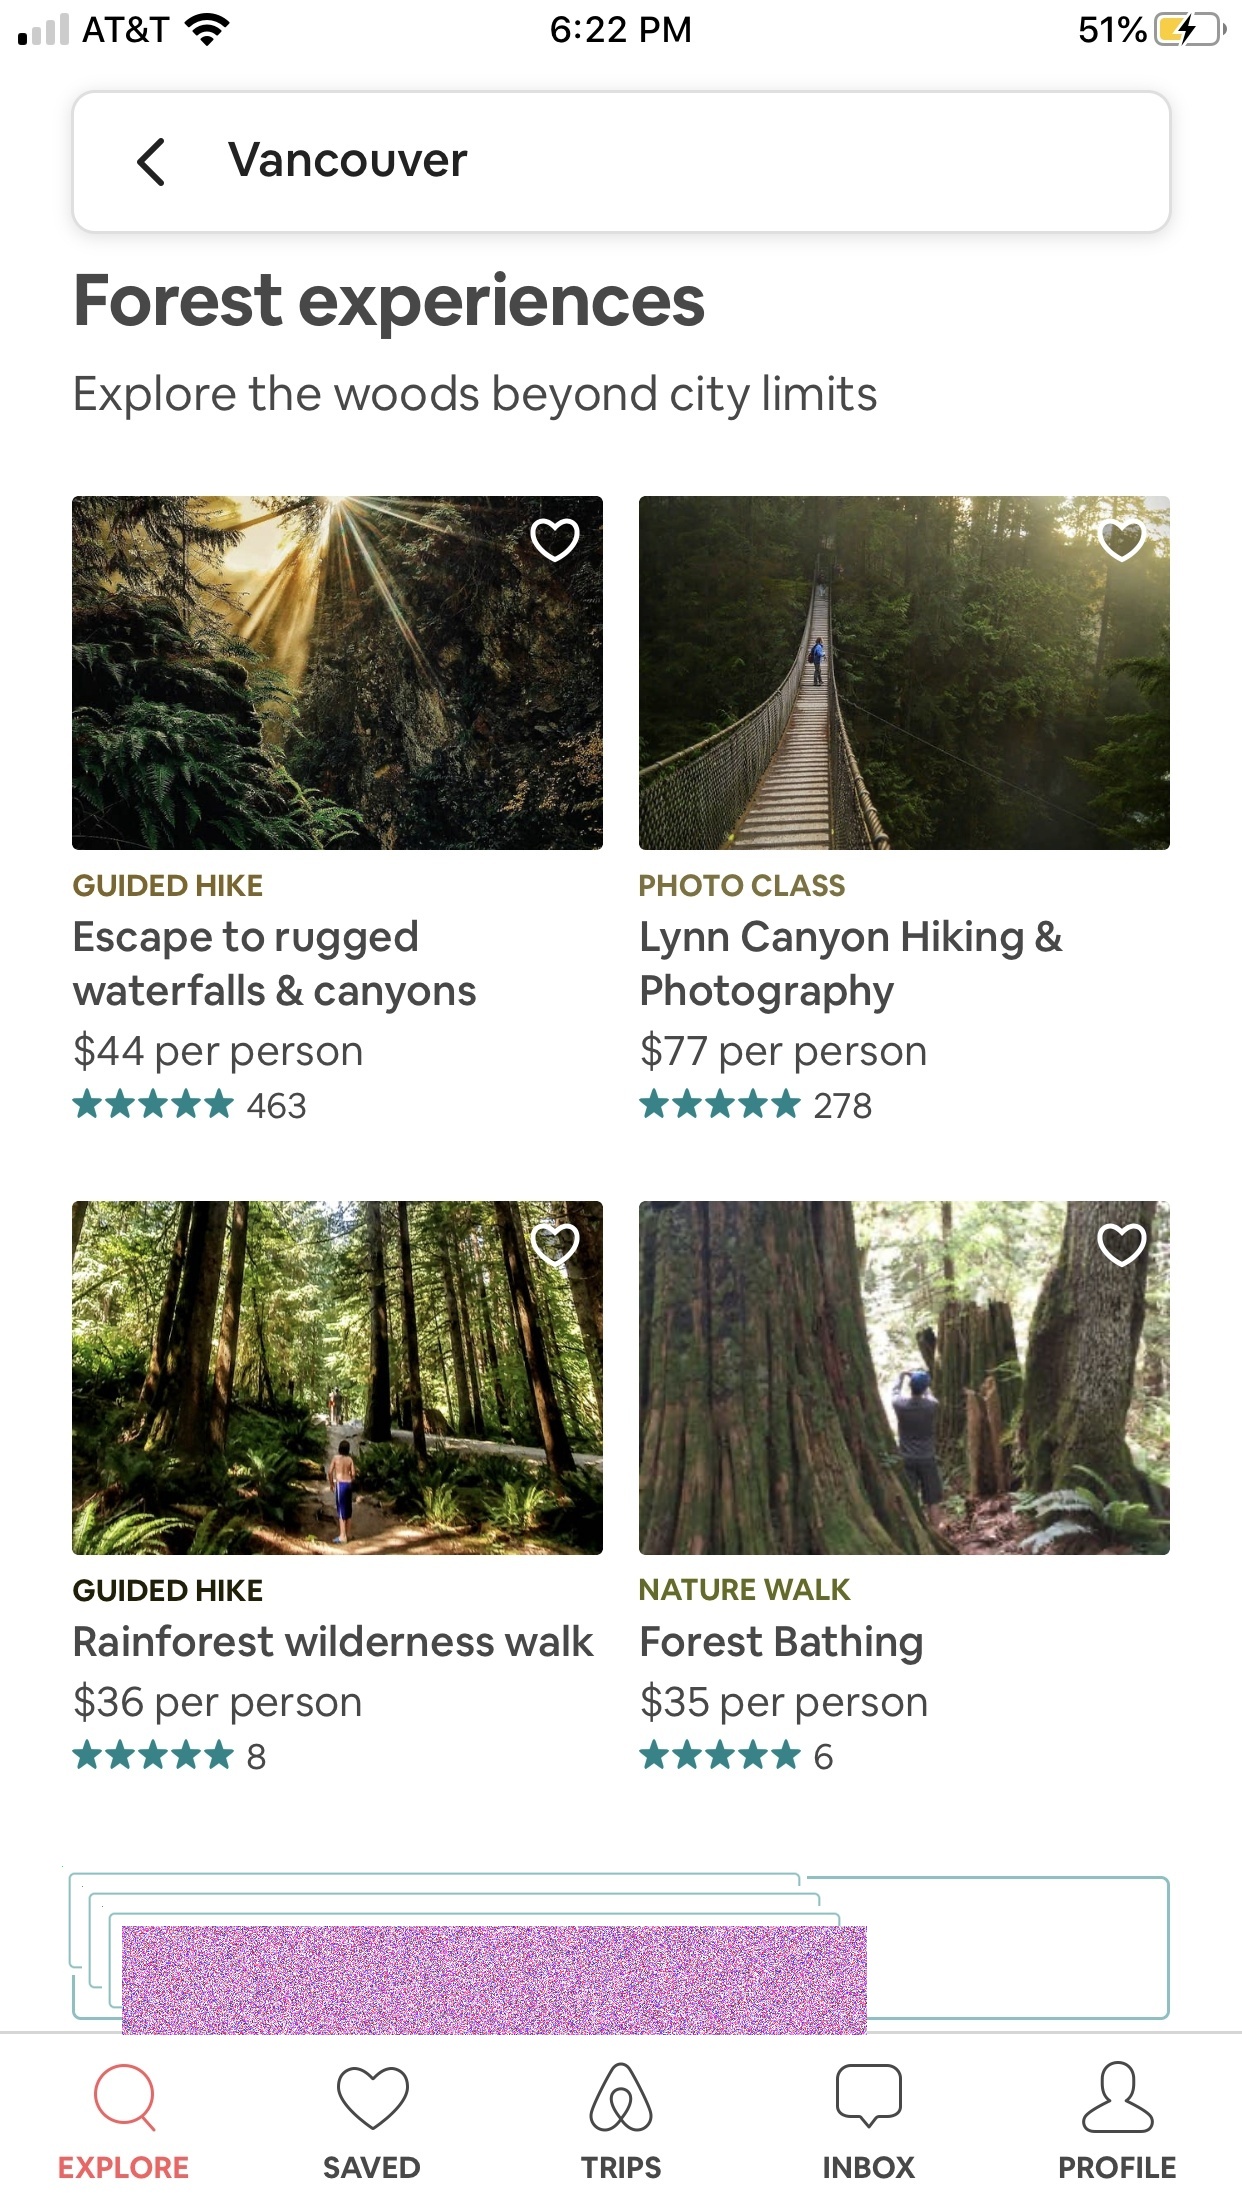 AT&T
6:22 PM
51%
Vancouver
Forest experiences
Explore the woods beyond city limits
GUIDED HIKE
Escape to rugged
waterfalls & canyons
$44 per person
463
PHOTO CLASS
Lynn Canyon Hiking &
Photography
$77 per person
278
GUIDED HIKE
Rainforest wilderness walk
$36 per person
8
NATURE WALK
Forest Bathing
$35 per person
6
EXPLORE
SAVED
TRIPS
INBOX
PROFILE